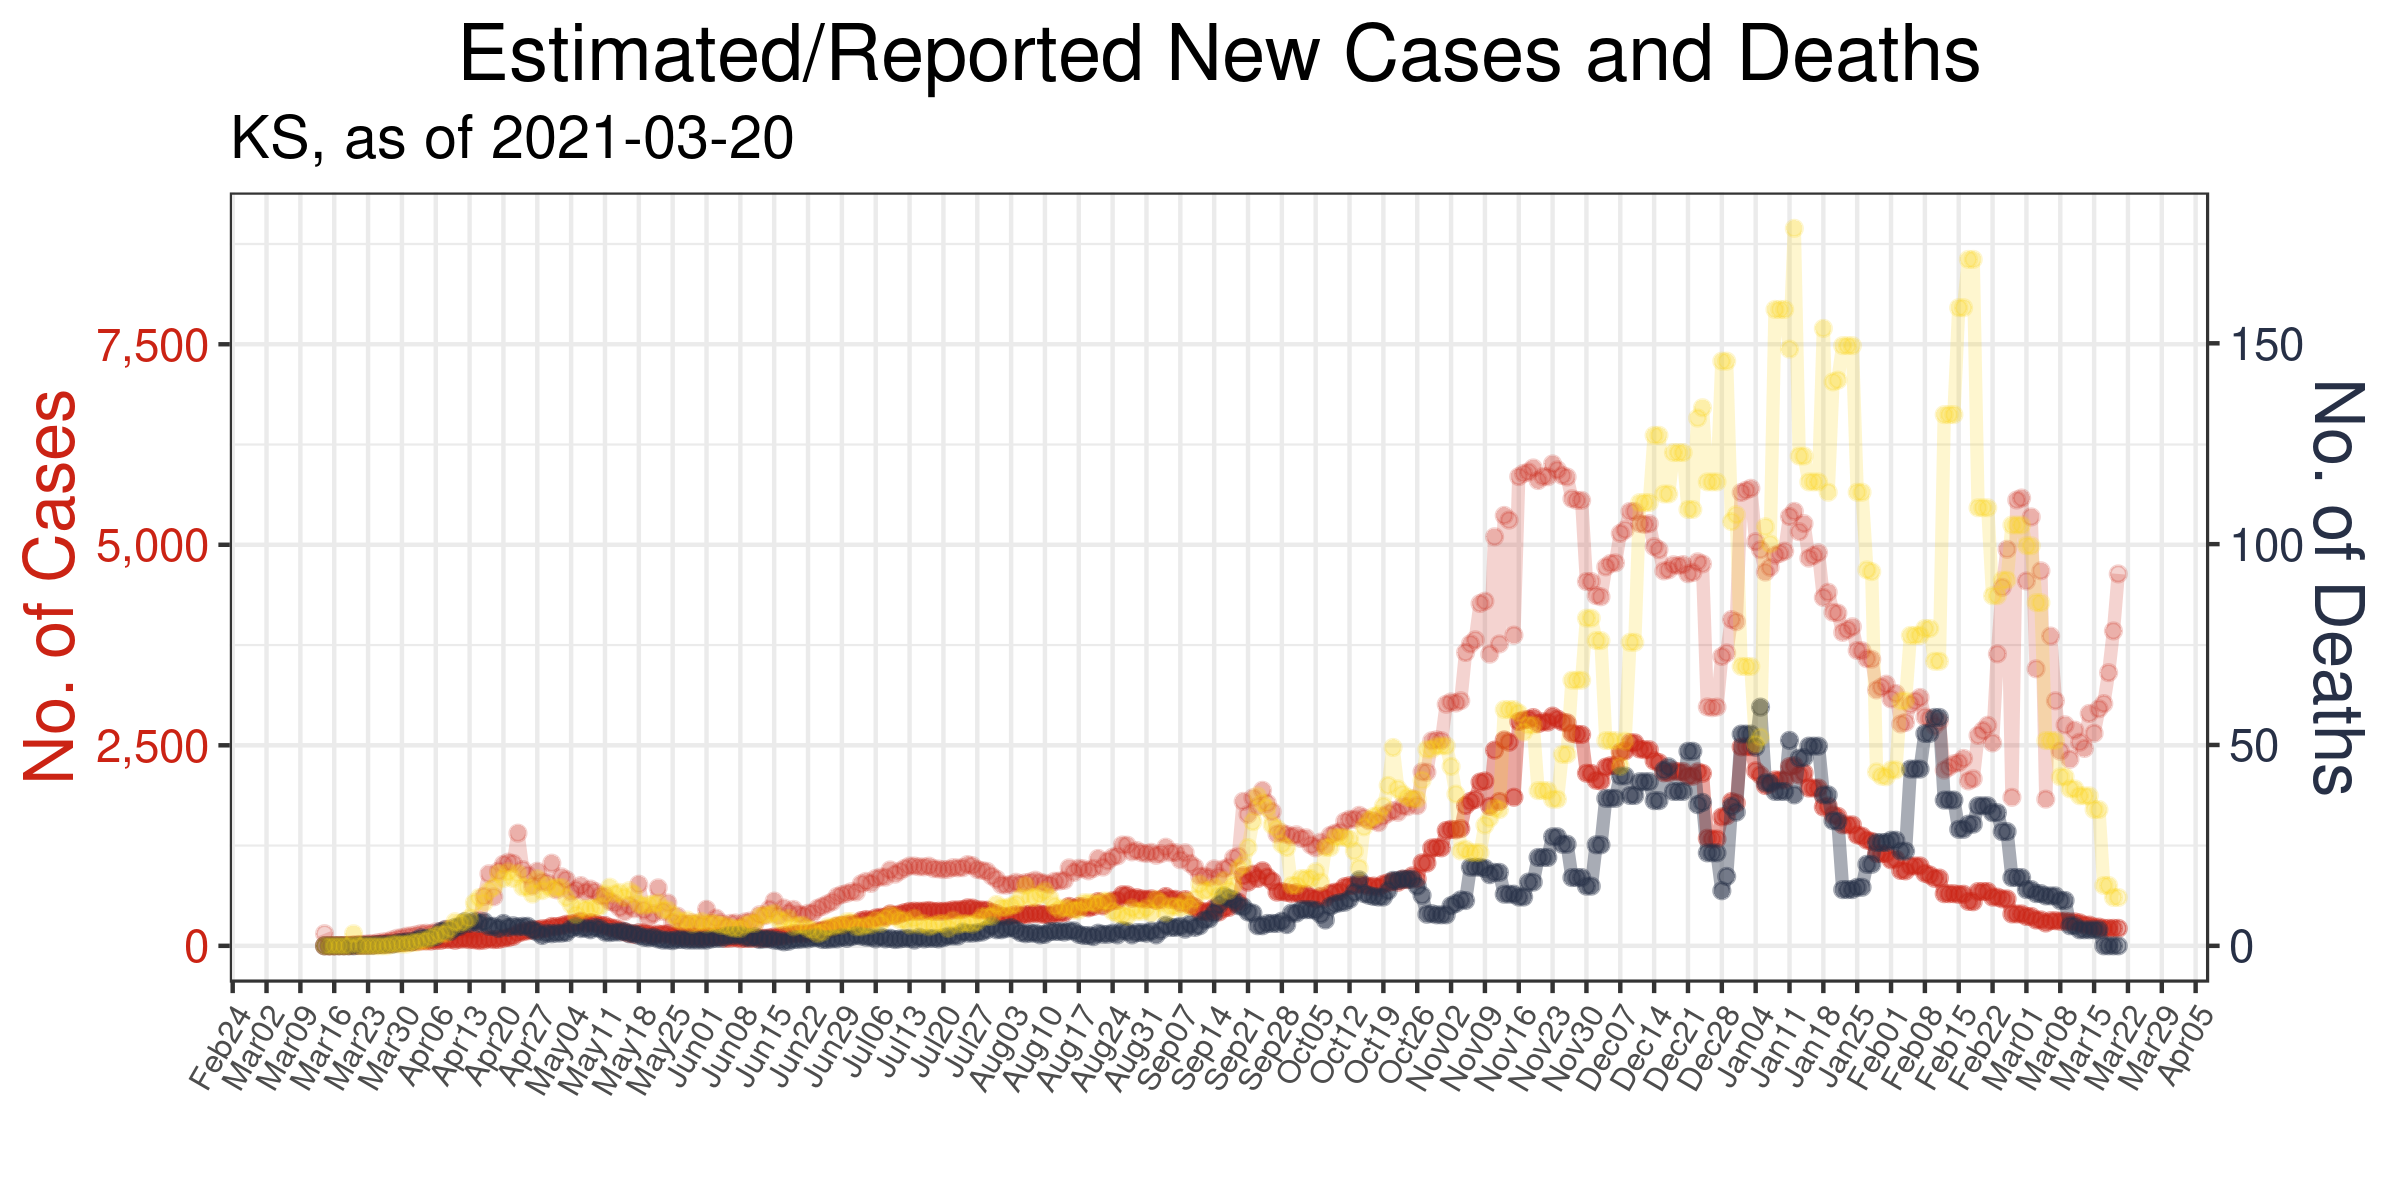 Estimated/Reported New Cases and Deaths
KS, as of 2021-03-20
No. of Cases
7,500
5,000
2,500
0
150
100
50
0
No. of Deaths
Feb24 Mar02 Mar09 Mar16 Mar23 Mar30 Apr06 Apr13 Apr20 Apr27 May04 May11 May18 May25 Jun01 Jun08 Jun15 Jun22 Jun29 Jul06 Jul13 Jul20 Jul27 Aug03 Aug10 Aug17 Aug24 Aug31 Sep07 Sep14 Sep21 Sep28 Oct05 Oct12 Oct19 Oct26 Nov02 Nov09 Nov16 Nov23 Nov30 Dec07 Dec14 Dec21 Dec28 Jan04 Jan11 Jan18 Jan25 Feb01 Feb08 Feb15 Feb22 Mar01 Mar08 Mar15 Mar22 Mar29 Apr05